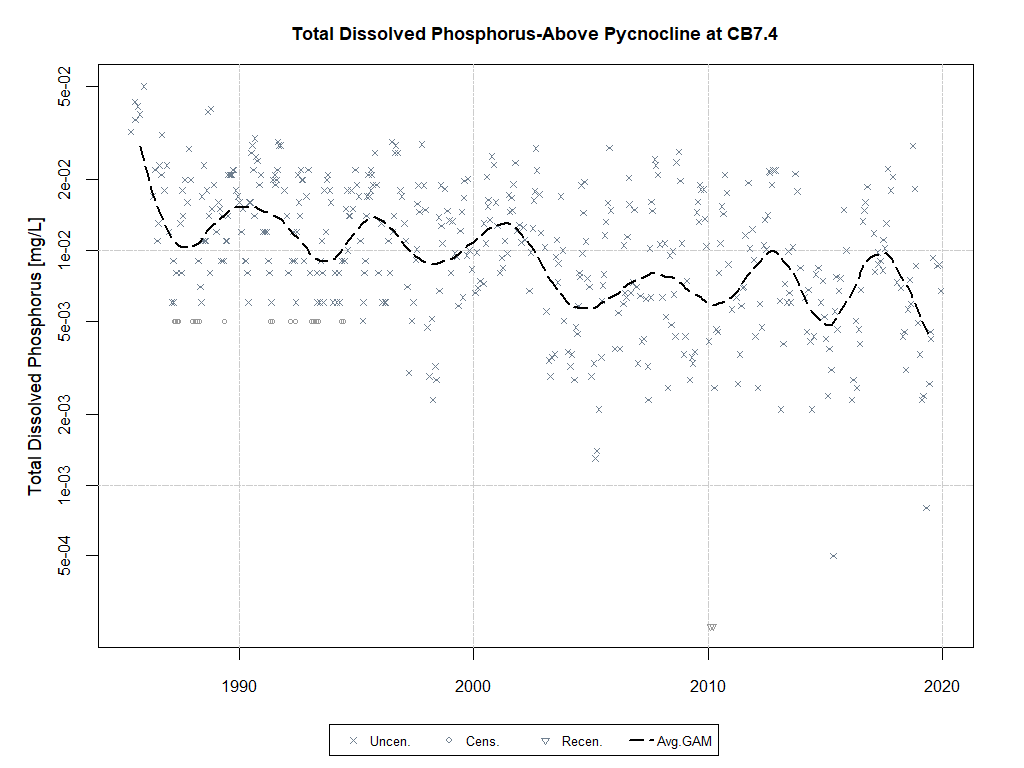 Total Dissolved Phosphorus-Above Pycnocline at CB7.4
Total Dissolved Phosphorus [mg/L]
5e-02
2e-02
1e-02
5e-03
2e-03
1e-03
5e-04
1990 2000 2010 2020
Uncen. Cens. Recen. Avg.GAM